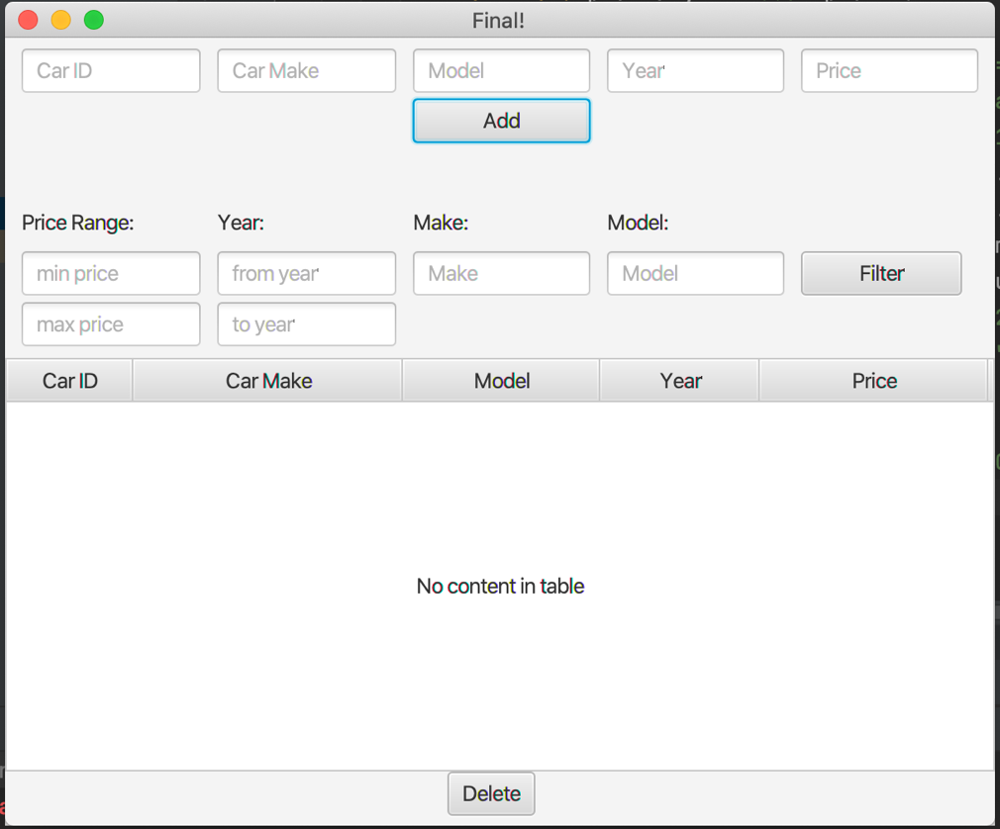 Final!
Car ID Car Make Model Year Price
Add
Price Range: Year: Make: Model:
min price from year Make Model Filter
max price to year
Car ID Car Make Model Year Price
No content in table
Delete